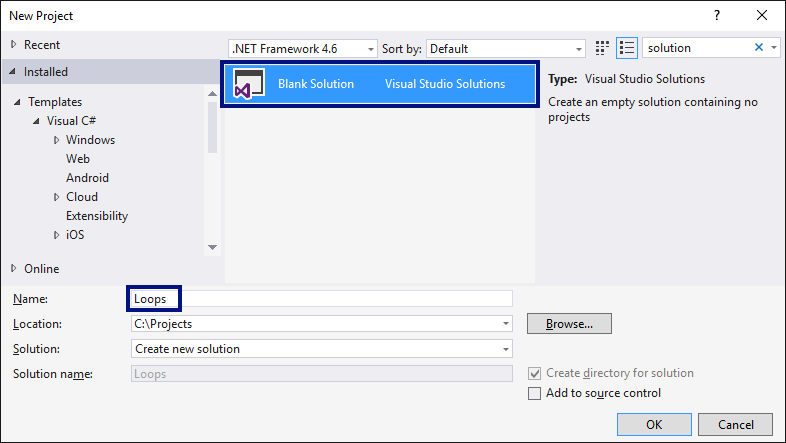 New Project
?
Recent
.NET Framework 4.6 Sort by: Default solution
Installed
Blank Solution Visual Studio Solutions
Type: Visual Studio Solutions
Create an empty solution containing no
projects
Templates
Visual C#
Windows
Web
Android
Cloud
Extensibility
iOS
Online
Name: Loops
Location: C:\Projects Browse...
Solution: Create new solution
Solution name: Loops
Create directory for solution
Add to source control
OK Cancel